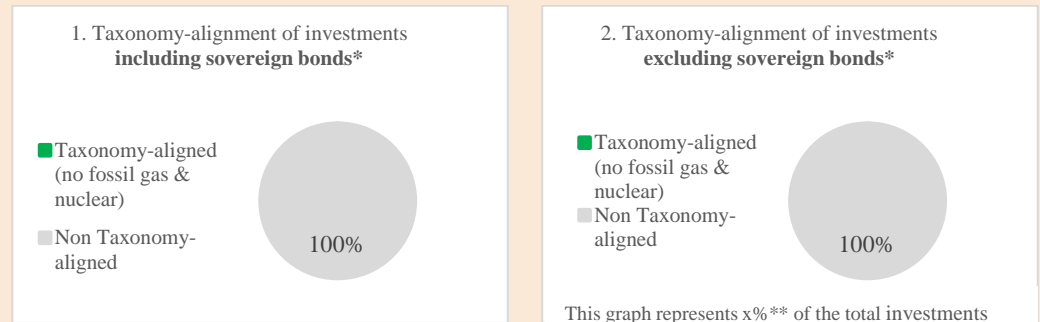 1. Taxonomy-alignment of investments
including sovereign bonds*
Taxonomy-aligned
(no fossil gas &
nuclear)
Non Taxonomy-
aligned
100%
2. Taxonomy-alignment of investments
excluding sovereign bonds*
Taxonomy-aligned
(no fossil gas &
nuclear)
Non Taxonomy-
aligned
100%
This graph represents x%** of the total investments